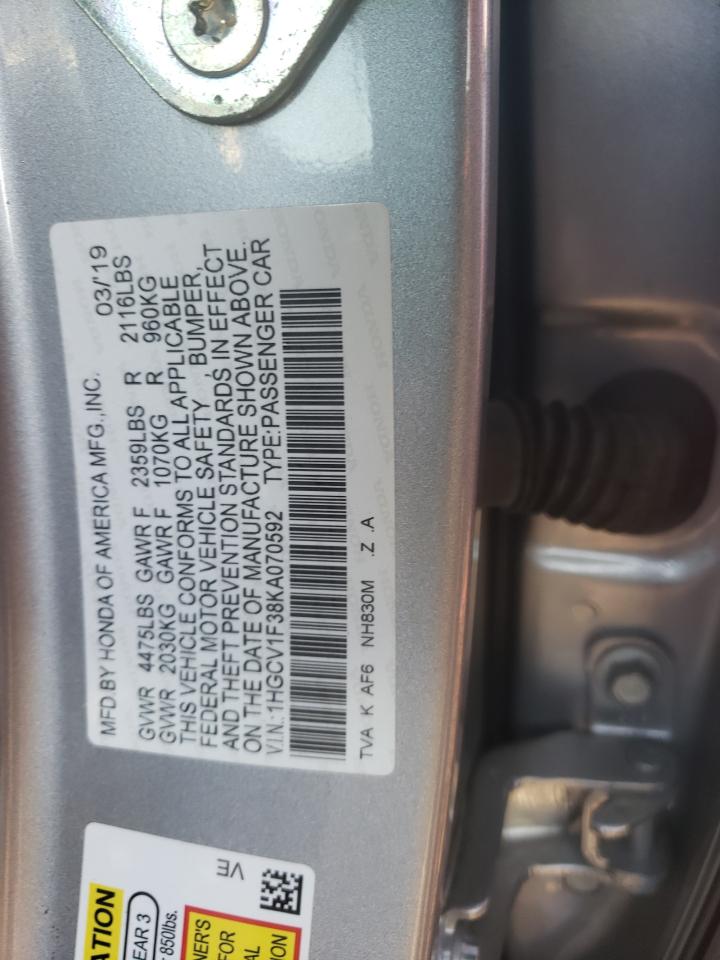 MFD.BY HONDA OF AMERICA MFG.,INC. 03/'19
GVWR 4475LBS GAWR F 2359LBS R 2116LBS
GVWR 2030KG GAWR F 1070KG R 960KG
THIS VEHICLE CONFORMS TO ALL APPLICABLE
FEDERAL MOTOR VEHICLE SAFETY, BUMPER,
AND THEFT PREVENTION STANDARDS IN EFFECT
ON THE DATE OF MANUFACTURE SHOWN ABOVE.
V.I.N.:1HGCV1F38KA070592 TYPE:PASSENGER CAR
TVA K AF6 NH830M .Z .A
HONDA
ATION
EAR 3
850lbs.
NER'S
FOR
AL
ION
VE